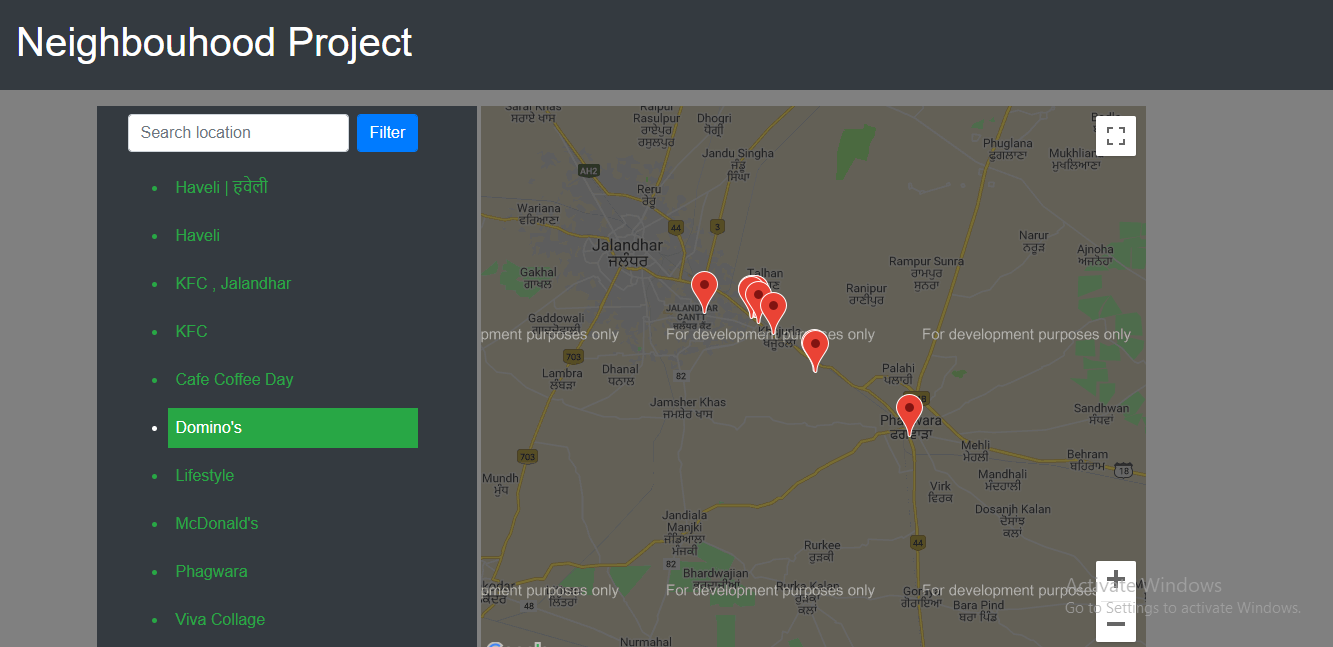 Neighbouhood Project
Search location
Filter
Haveli | हवेली
Haveli
KFC , Jalandhar
KFC
Cafe Coffee Day
Domino's
Lifestyle
McDonald's
Phagwara
Viva Collage
ਸਰਾਏ ਖਾਸ
Raipur
Rasulpur
ਰਾਏਪੁਰ
ਰਸੂਲਪੁਰ
Dhogri
ਧੋਗ੍ਰੀ
Jandu Singha
ਜੰਡੂ
ਸਿੰਘਾ
Phuglana
ਫੁਗਲਾਣਾ
ਮੁਖਲਿਆਣਾ
AH2
Reru
ਰੇਰੂ
Wariana
ਵਰਿਆਣਾ
44
3
Jalandhar
ਜਲੰਧਰ
Narur
ਨਰੂੜ
Ajnoha
ਅਜਨੋਹਾ
Rampur Sunra
ਰਾਮਪੁਰ
ਸੁਨਰਾ
Gakhal
ਗਾਖਲ
Talhan
Ranipur
ਰਾਣੀਪੁਰ
JALANDHAR
CANTT
ਜਲੰਧਰ ਕੈਂਟ
Gaddowali
ਗਾਦੋਵਾਲੀ
ਖਜੂਰਲਾ
pment purposes only
For development purposes only
For development purposes only
703
Lambra
ਲੰਬੜਾ
Dhanal
ਧਨਾਲ
82
Palahi
ਪਲਾਹੀ
Jamsher Khas
ਜਮਸ਼ੇਰ ਖਾਸ
Phagwara
ਫਗਵਾੜਾ
Sandhwan
ਸੰਧਵਾਂ
Mehli
ਮੇਹਲੀ
Behram
ਬਹਿਰਾਮ
18
703
Mundh
ਮੁੰਧ
Mandhali
ਮੰਦਹਾਲੀ
Virk
ਵਿਰਕ
Dosanjh Kalan
ਦੋਸਾਂਝ
ਕਲਾਂ
Jandiala
Manjki
ਜੰਡਿਆਲਾ
ਮੰਜਕੀ
44
Rurkee
ਰੁੜਕੀ
82
Bhardwajian
ਭਰਦਵਾਜੀਆਂ
Rurka Kalan
ਰੁੜਕਾ
ਕਲਾਂ
pment purposes only
For development purposes only
For development purposes
48
ਲਿੱਤਰਾਂ
ਗੋਰਾਇਆ
Bara Pind
ਬਰਾ ਪਿੰਡ
Nurmahal
Activate Windows
Go to Settings to activate Windows.